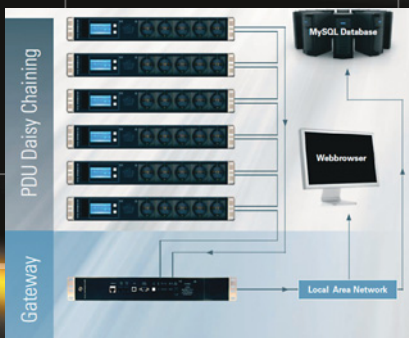 PDU Daisy Chaining
MySQL Database
Webbrowser
Gateway
Local Area Network